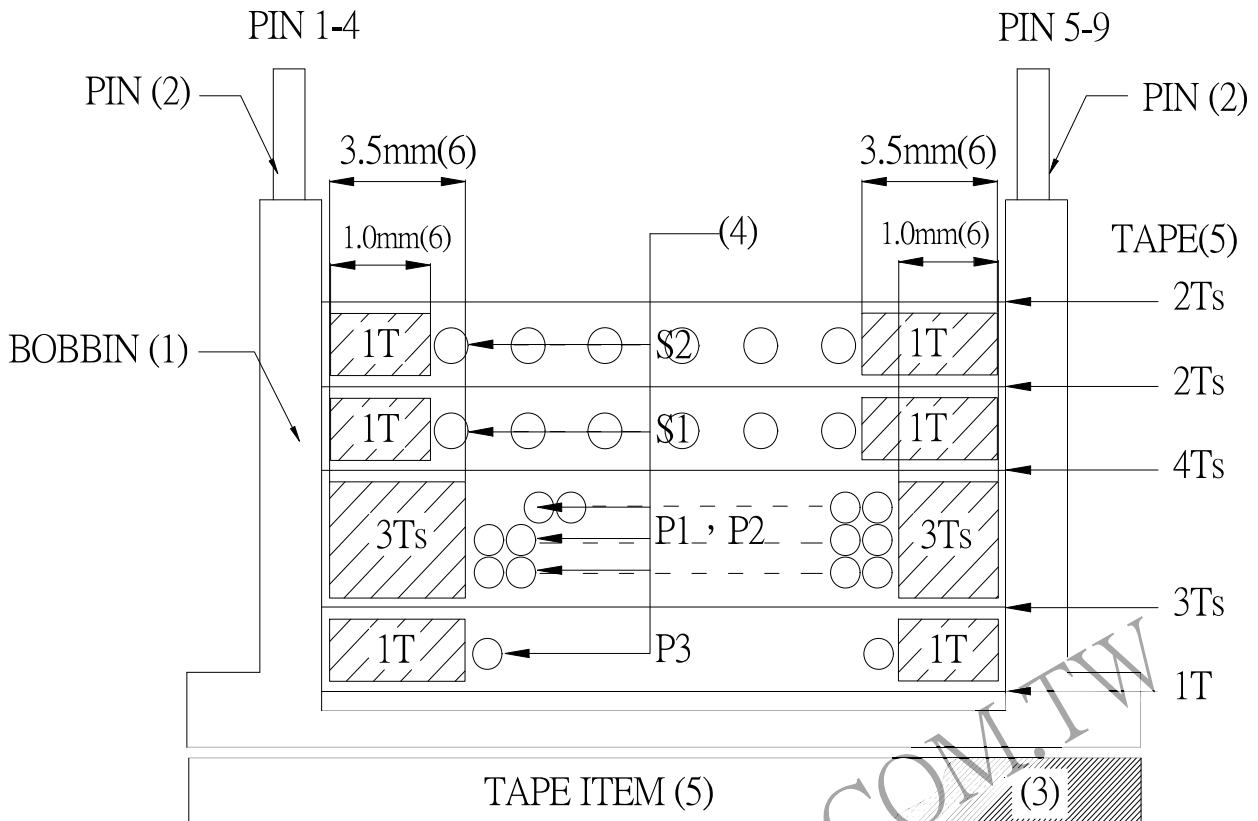 PIN 1-4 PIN 5-9
PIN (2) PIN (2)
3.5mm(6) 3.5mm(6)
(4)
1.0mm(6) 1.0mm(6)
TAPE(5)
2Ts
BOBBIN (1) 1T S2 1T
2Ts
1T S1 1T
4Ts
3Ts P1，P2 3Ts
3Ts
1T P3 1T
1T
TAPE ITEM (5) (3)
COM.TW